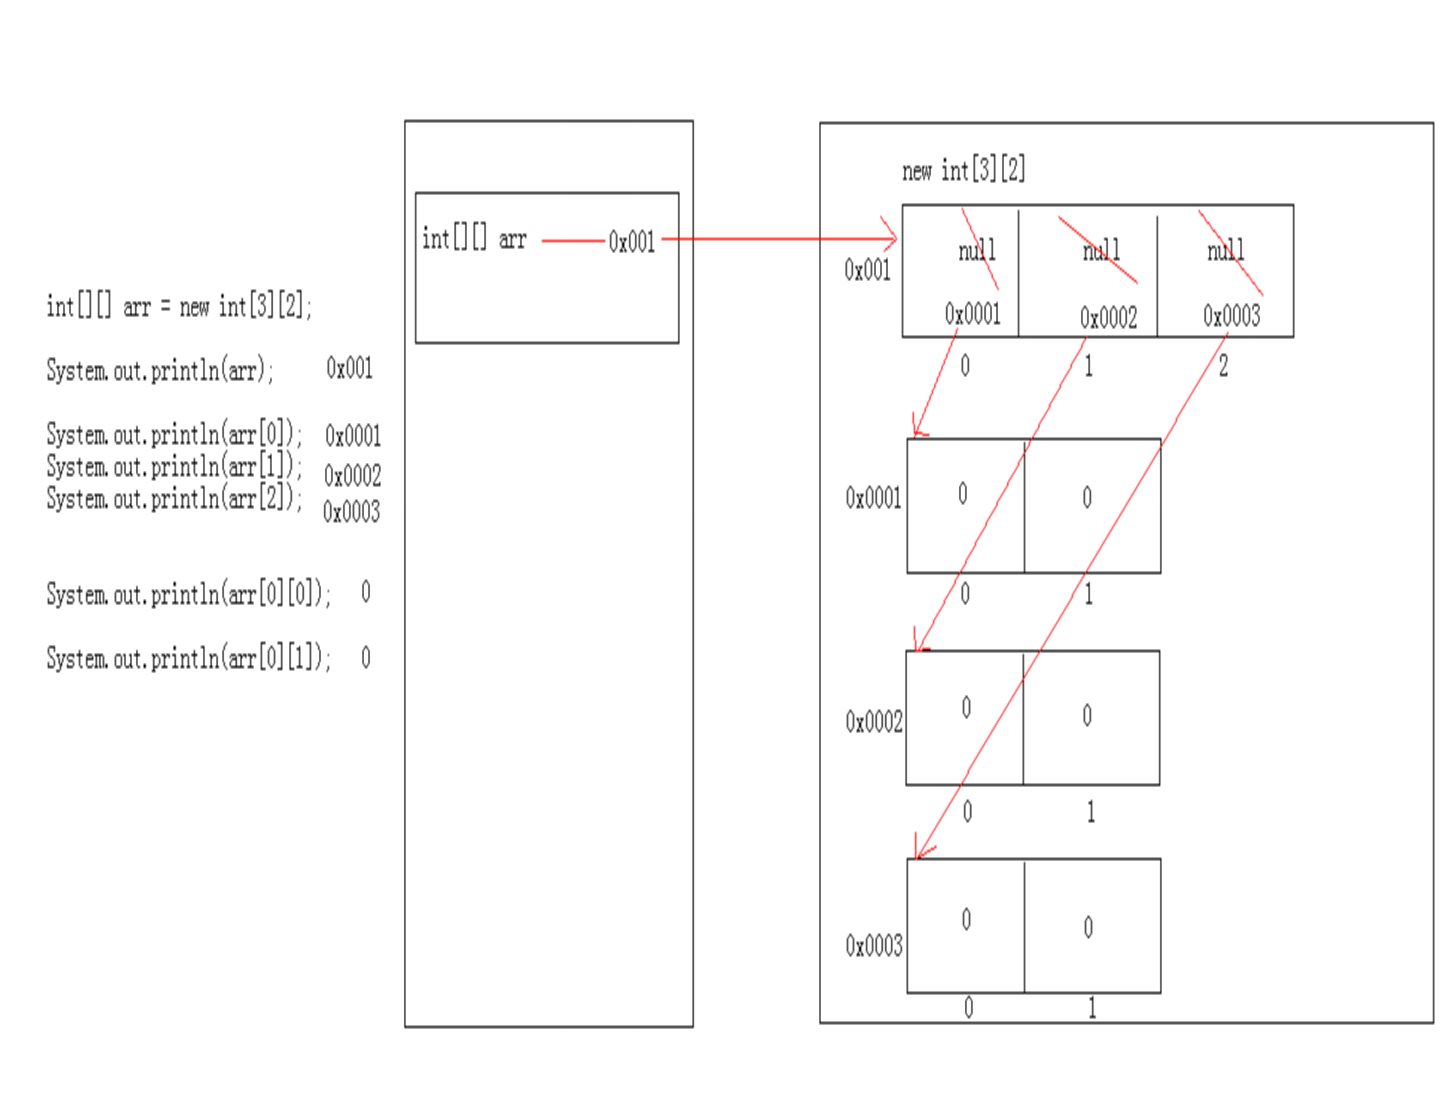 int[][] arr = new int[3][2];
System.out.println(arr); 0x001
System.out.println(arr[0]); 0x0001
System.out.println(arr[1]); 0x0002
System.out.println(arr[2]); 0x0003
System.out.println(arr[0][0]); 0
System.out.println(arr[0][1]); 0
int[][] arr 0x001
new int[3][2]
null null null
0x001
0x0001 0x0002 0x0003
0 1 2
0x0001 0 0
0 1
0x0002 0 0
0 1
0x0003 0 0
0 1